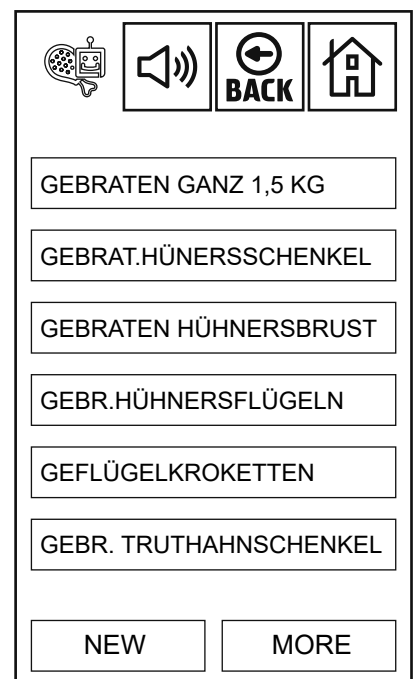 BACK
GEBRATEN GANZ 1,5 KG
GEBRAT.HÜNERSSCHENKEL
GEBRATEN HÜHNERSBRUST
GEBR.HÜHNERSFLÜGELN
GEFLÜGELKROKETTEN
GEBR. TRUTHAHNSCHENKEL
NEW MORE